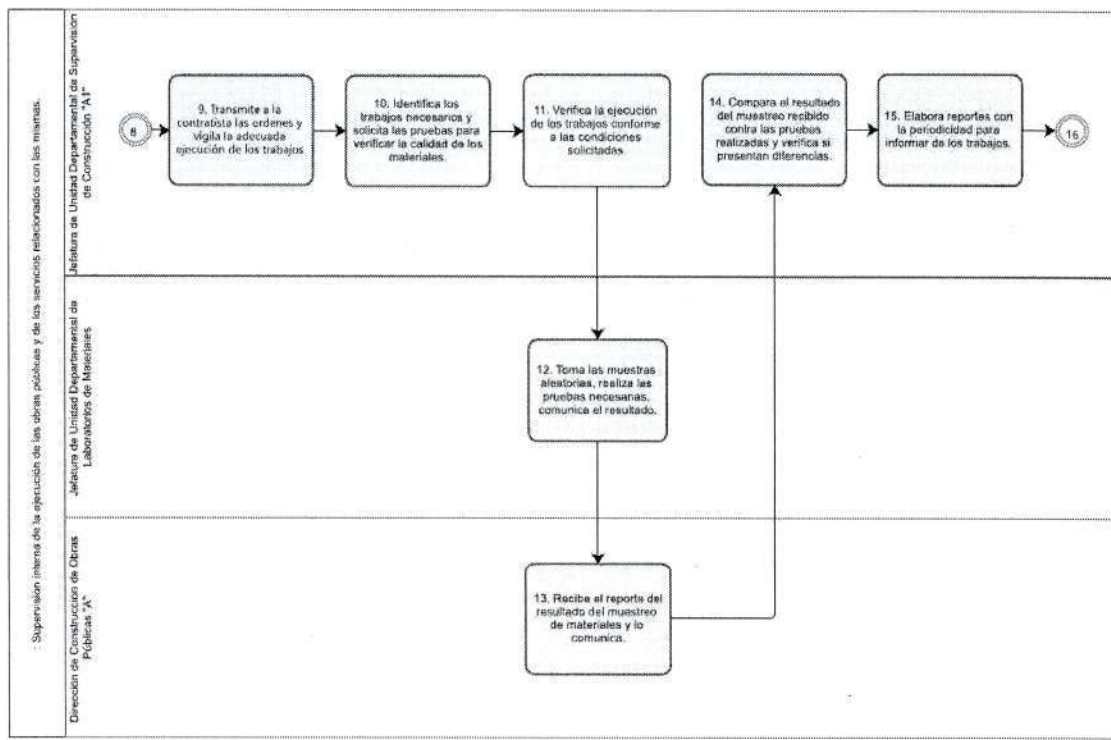 : Supervisión interna de la ejecución de las obras públicas y de los servicios relacionados con las mismas.
Jefatura de Unidad Departamental de Supervisión
de Construcción "A1"
8
9. Transmite a la
contratista las ordenes y
vigila la adecuada
ejecución de los trabajos
10. Identifica los
trabajos necesarios y
solicita las pruebas para
verificar la calidad de los
materiales.
11. Verifica la ejecución
de los trabajos conforme
a las condiciones
solicitadas.
14. Compara el resultado
del muestreo recibido
contra las pruebas
realizadas y verifica si
presentan diferencias.
15. Elabora reportes con
la periodicidad para
informar de los trabajos.
16
Jefatura de Unidad Departamental de
Laboratorios de Materiales
12. Toma las muestras
aleatorias, realiza las
pruebas necesarias,
comunica el resultado.
Dirección de Construcción de Obras
Públicas "A"
13. Recibe el reporte del
resultado del muestreo
de materiales y lo
comunica.